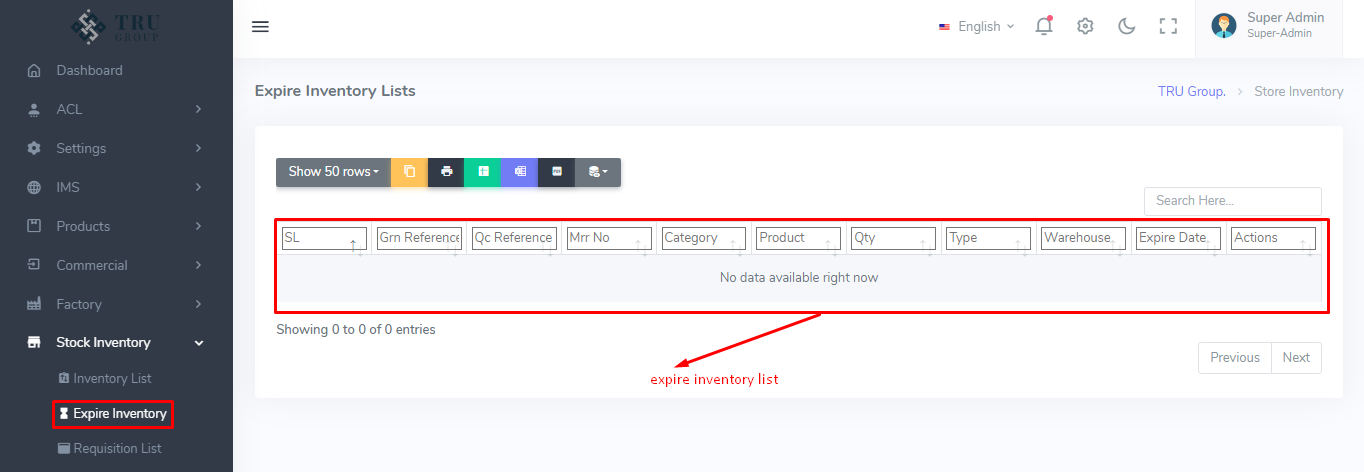 TRU
GROUP
English
Super Admin
Super-Admin
Dashboard
ACL
Settings
IMS
Products
Commercial
Factory
Stock Inventory
Inventory List
Expire Inventory
Requisition List
Expire Inventory Lists
TRU Group. > Store Inventory
Show 50 rows
Search Here...
SL Grn Reference Qc Reference Mrr No Category Product Qty Type Warehouse Expire Date Actions
No data available right now
Showing 0 to 0 of 0 entries
Previous Next
expire inventory list